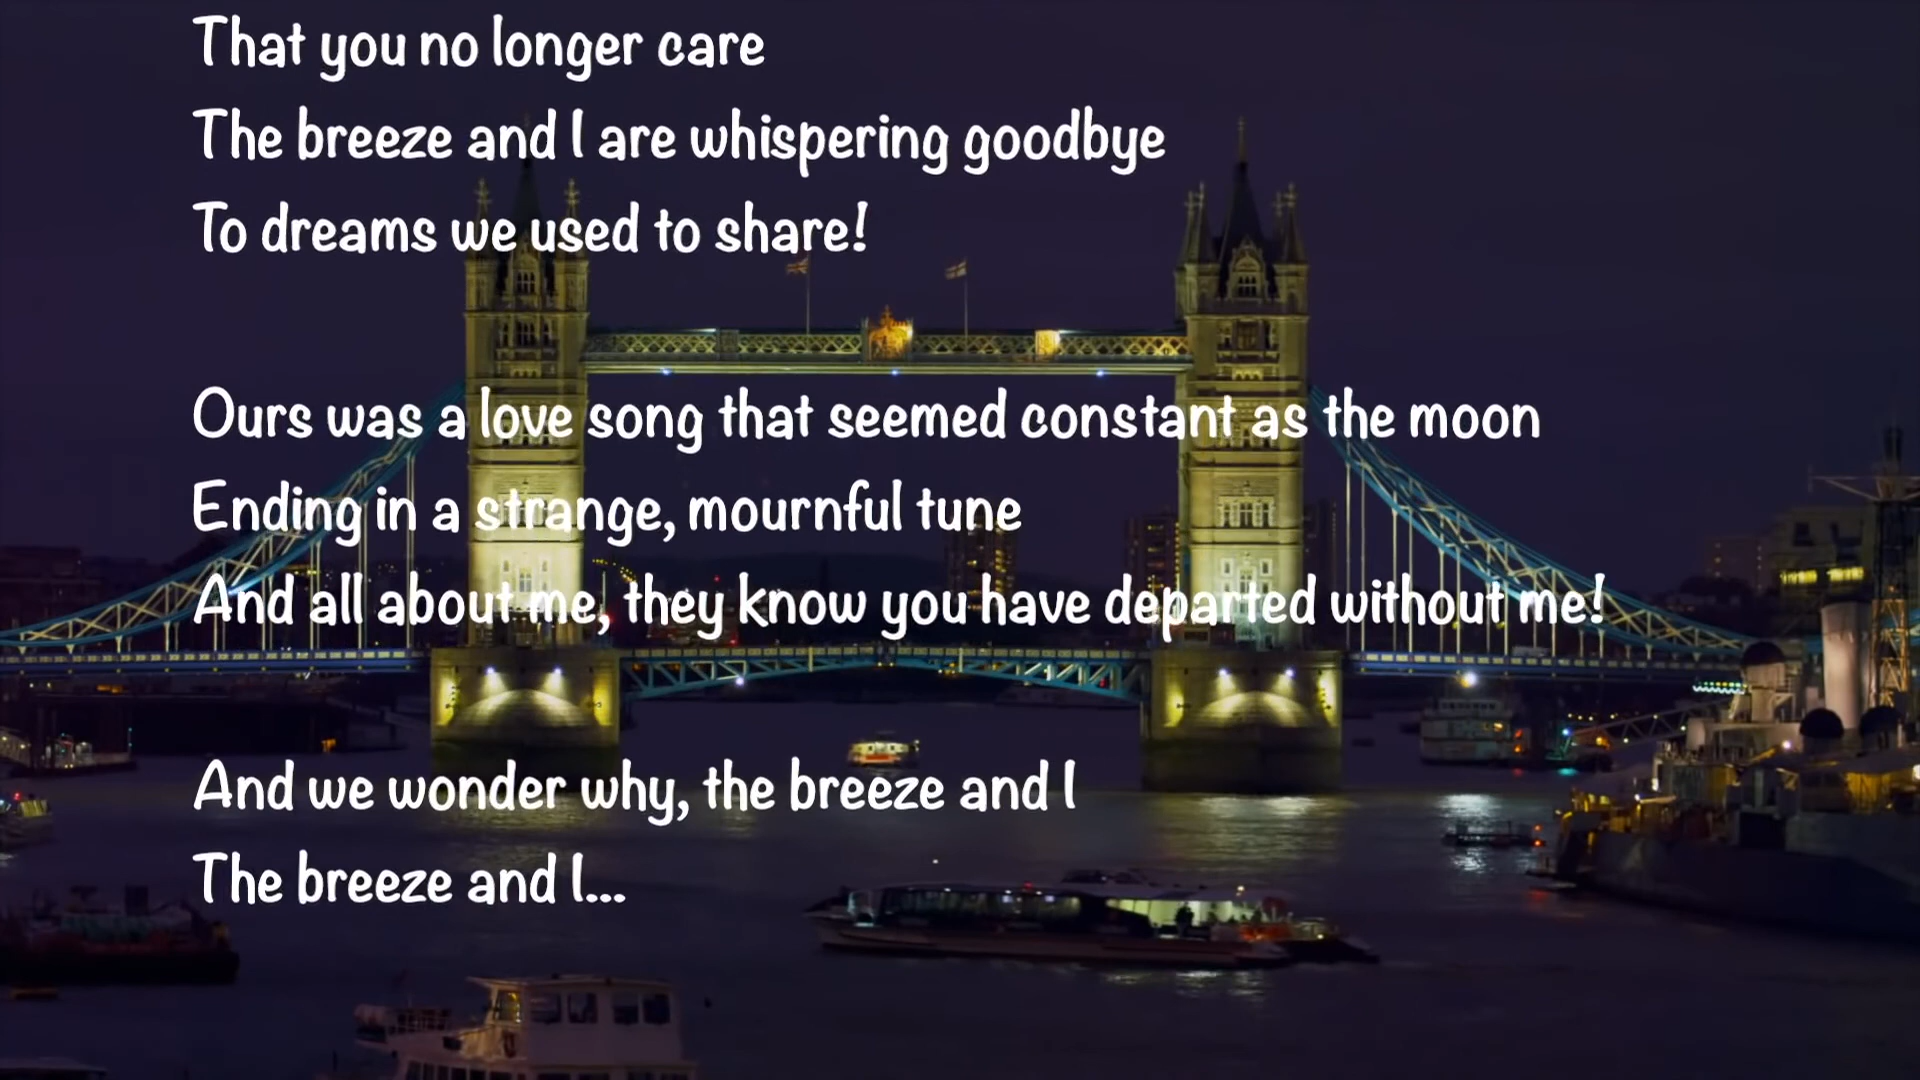 That you no longer care
The breeze and I are whispering goodbye
To dreams we used to share!
Ours was a love song that seemed constant as the moon
Ending in a strange, mournful tune
And all about me, they know you have departed without me!
And we wonder why, the breeze and I
The breeze and I...